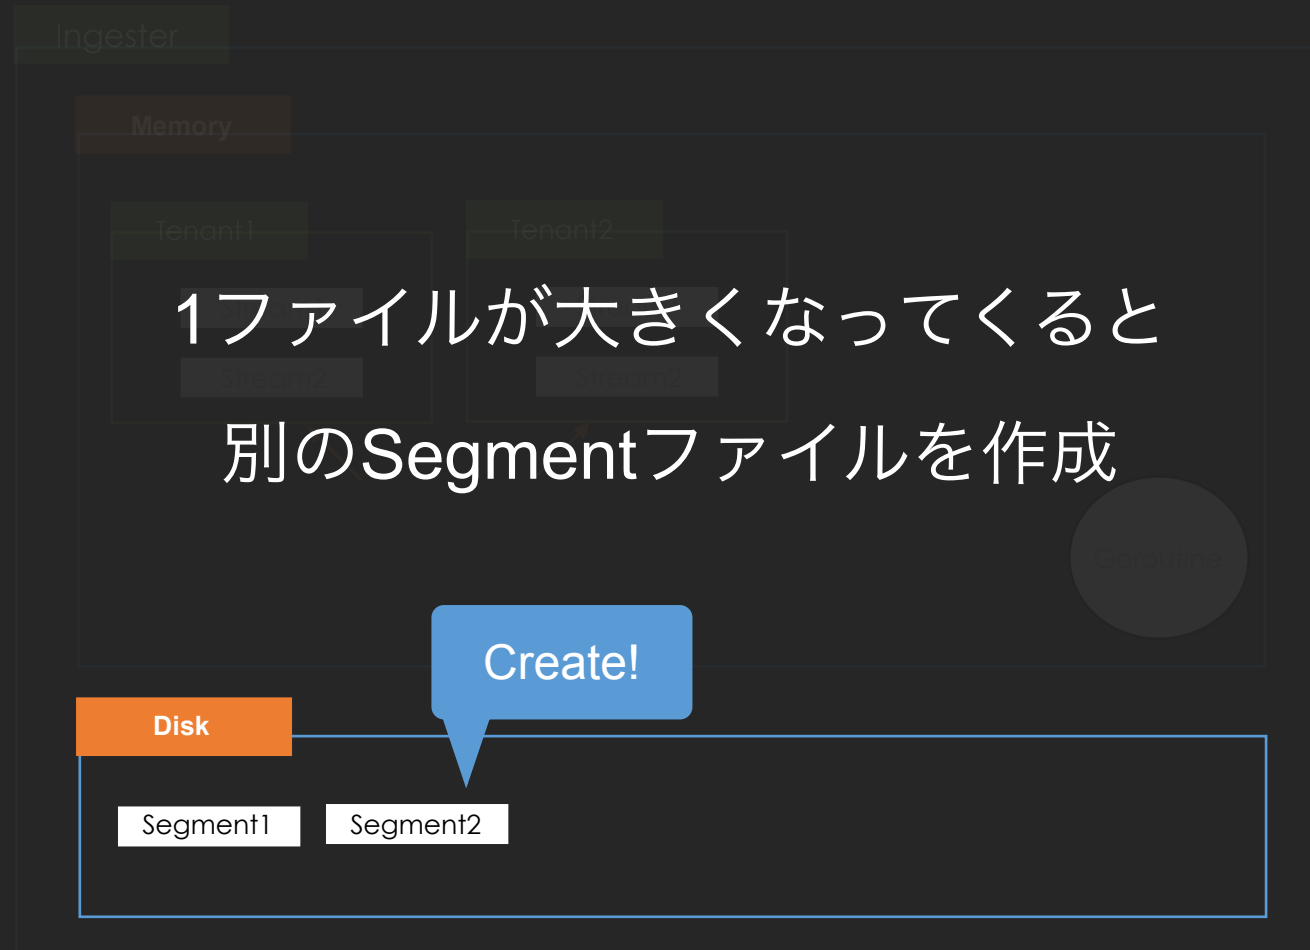 Ingester
Memory
Tenant1
Tenant2
1ファイルが大きくなってくると
Stream2
Stream2
別のSegmentファイルを作成
Goroutine
Create!
Disk
Segment1
Segment2